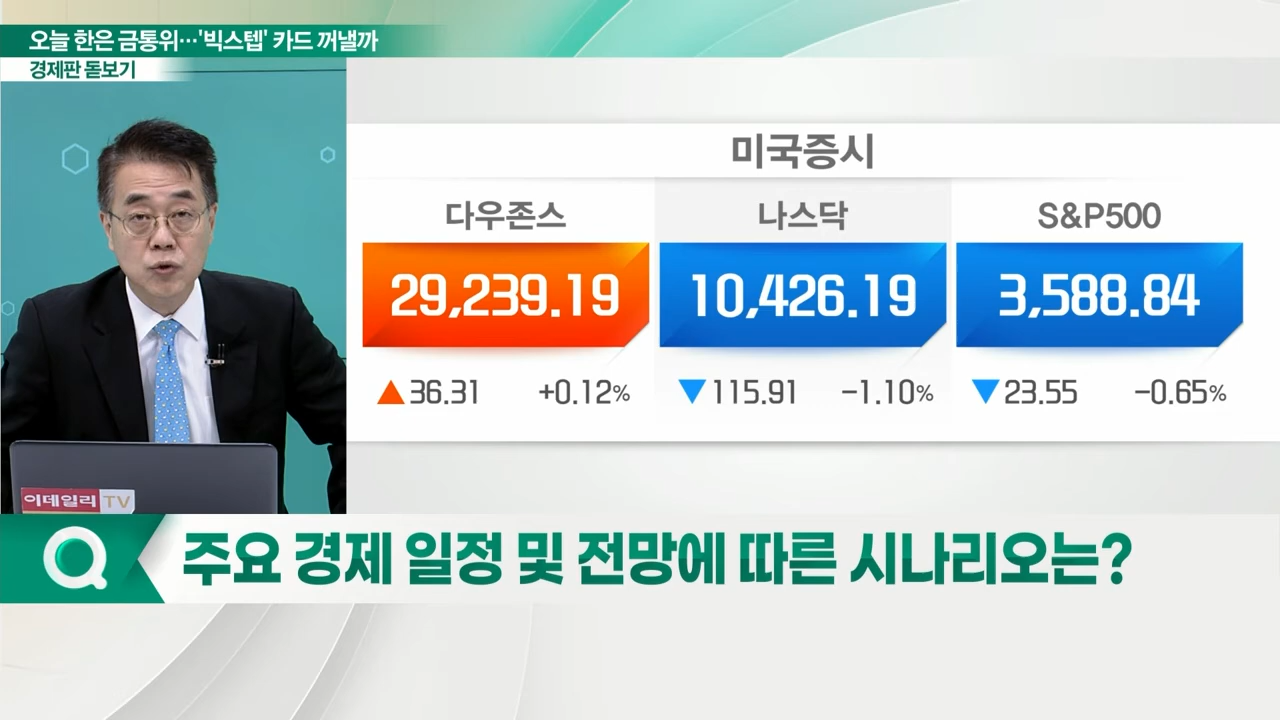 오늘 한은 금통위…'빅스텝' 카드 꺼낼까
경제판 돋보기
미국증시
다우존스 나스닥 S&P500
29,239.19 10,426.19 3,588.84
▲36.31 +0.12% ▼115.91 -1.10% ▼23.55 -0.65%
이데일리 TV
Q 주요 경제 일정 및 전망에 따른 시나리오는?